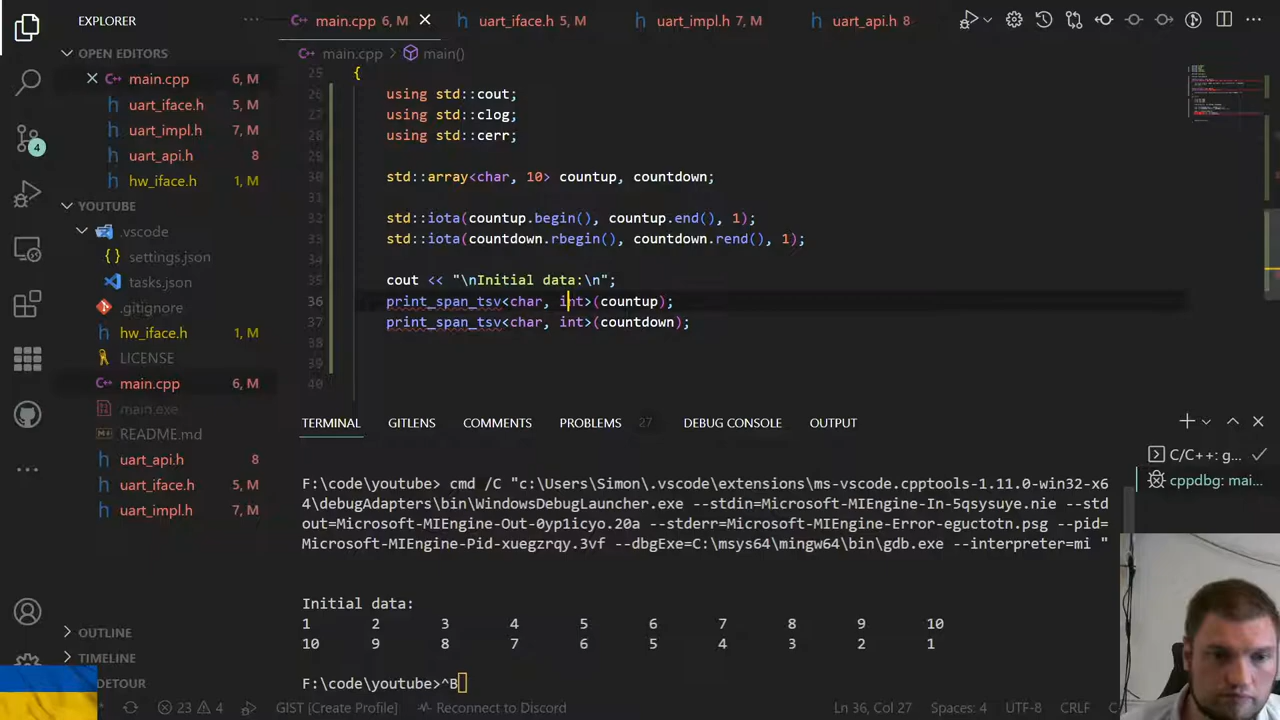 EXPLORER
main.cpp 6, M
uart_iface.h 5, M
uart_impl.h 7, M
uart_api.h 8
OPEN EDITORS
main.cpp 6, M
uart_iface.h 5, M
uart_impl.h 7, M
uart_api.h 8
hw_iface.h 1, M
YOUTUBE
.vscode
settings.json
tasks.json
.gitignore
hw_iface.h 1, M
LICENSE
main.cpp 6, M
main.exe
README.md
uart_api.h 8
uart_iface.h 5, M
uart_impl.h 7, M
OUTLINE
TIMELINE
DETOUR
4
main.cpp > main()
25 {
26 using std::cout;
27 using std::clog;
28 using std::cerr;
29
30 std::array<char, 10> countup, countdown;
31
32 std::iota(countup.begin(), countup.end(), 1);
33 std::iota(countdown.rbegin(), countdown.rend(), 1);
34
35 cout << "\nInitial data:\n";
36 print_span_tsv<char, int>(countup);
37 print_span_tsv<char, int>(countdown);
38
39
40
TERMINAL GITLENS COMMENTS PROBLEMS 27 DEBUG CONSOLE OUTPUT
C/C++: g...
cppdbg: mai...
F:\code\youtube> cmd /C "c:\Users\Simon\.vscode\extensions\ms-vscode.cpptools-1.11.0-win32-x6
4\debugAdapters\bin\WindowsDebugLauncher.exe --stdin=Microsoft-MIEngine-In-5qsysuye.nie --std
out=Microsoft-MIEngine-Out-0yp1icyo.20a --stderr=Microsoft-MIEngine-Error-eguctotn.psg --pid=
Microsoft-MIEngine-Pid-xuegzrqy.3vf --dbgExe=C:\msys64\mingw64\bin\gdb.exe --interpreter=mi "
Initial data:
1 2 3 4 5 6 7 8 9 10
10 9 8 7 6 5 4 3 2 1
F:\code\youtube>^B
23 4 GIST [Create Profile] Reconnect to Discord Ln 36, Col 27 Spaces: 4 UTF-8 CRLF